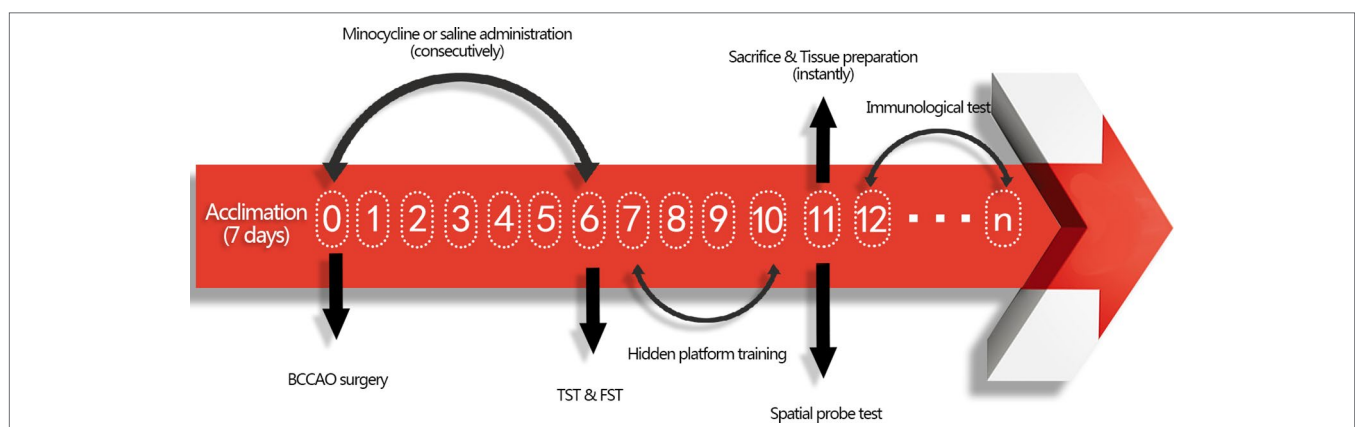 Minocycline or saline administration
(consecutively)
Sacrifice & Tissue preparation
(instantly)
Immunological test
Acclimation
(7 days)
0 1 2 3 4 5 6 7 8 9 10 11 12 ▪ ▪ ▪ n
Hidden platform training
BCCAO surgery
TST & FST
Spatial probe test